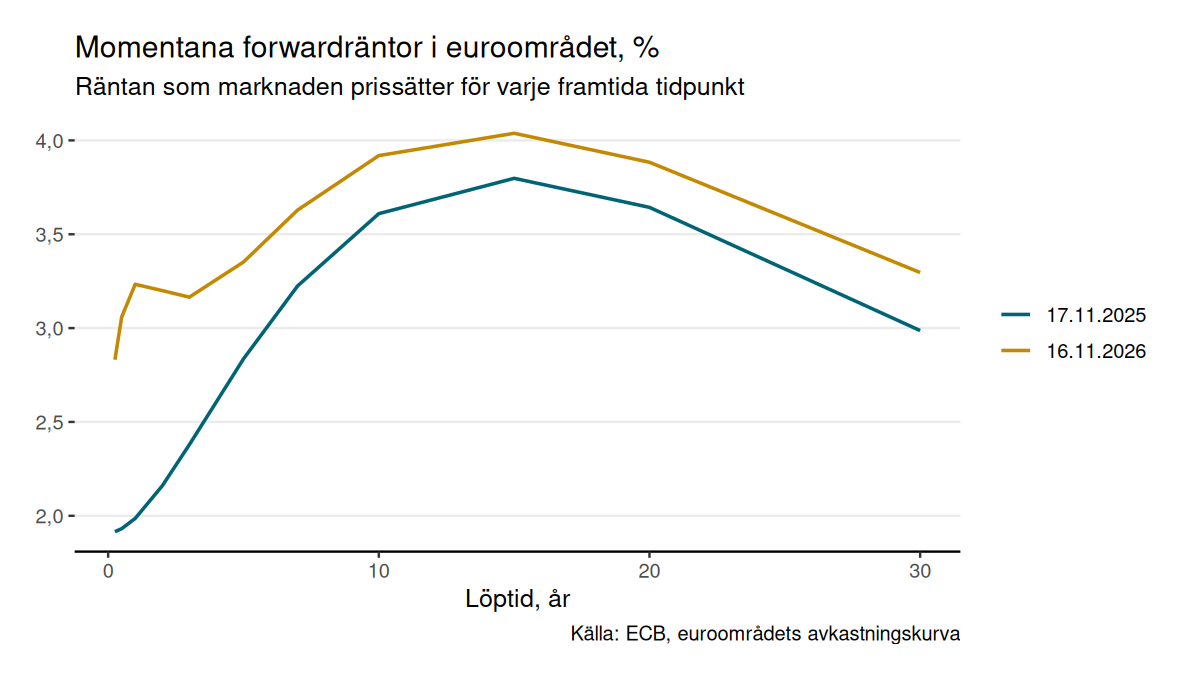 Momentana forwardräntor i euroområdet, %
Räntan som marknaden prissätter för varje framtida tidpunkt
4,0
3,5
3,0
2,5
2,0
0 10 20 30
Löptid, år
17.11.2025
16.11.2026
Källa: ECB, euroområdets avkastningskurva